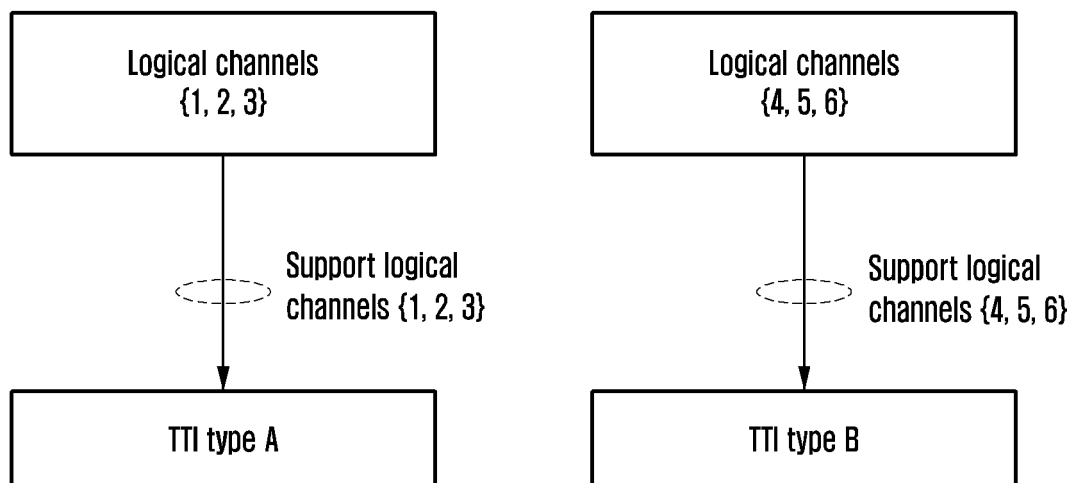 Logical channels
{1, 2, 3}
Support logical
channels {1, 2, 3}
TTI type A
Logical channels
{4, 5, 6}
Support logical
channels {4, 5, 6}
TTI type B